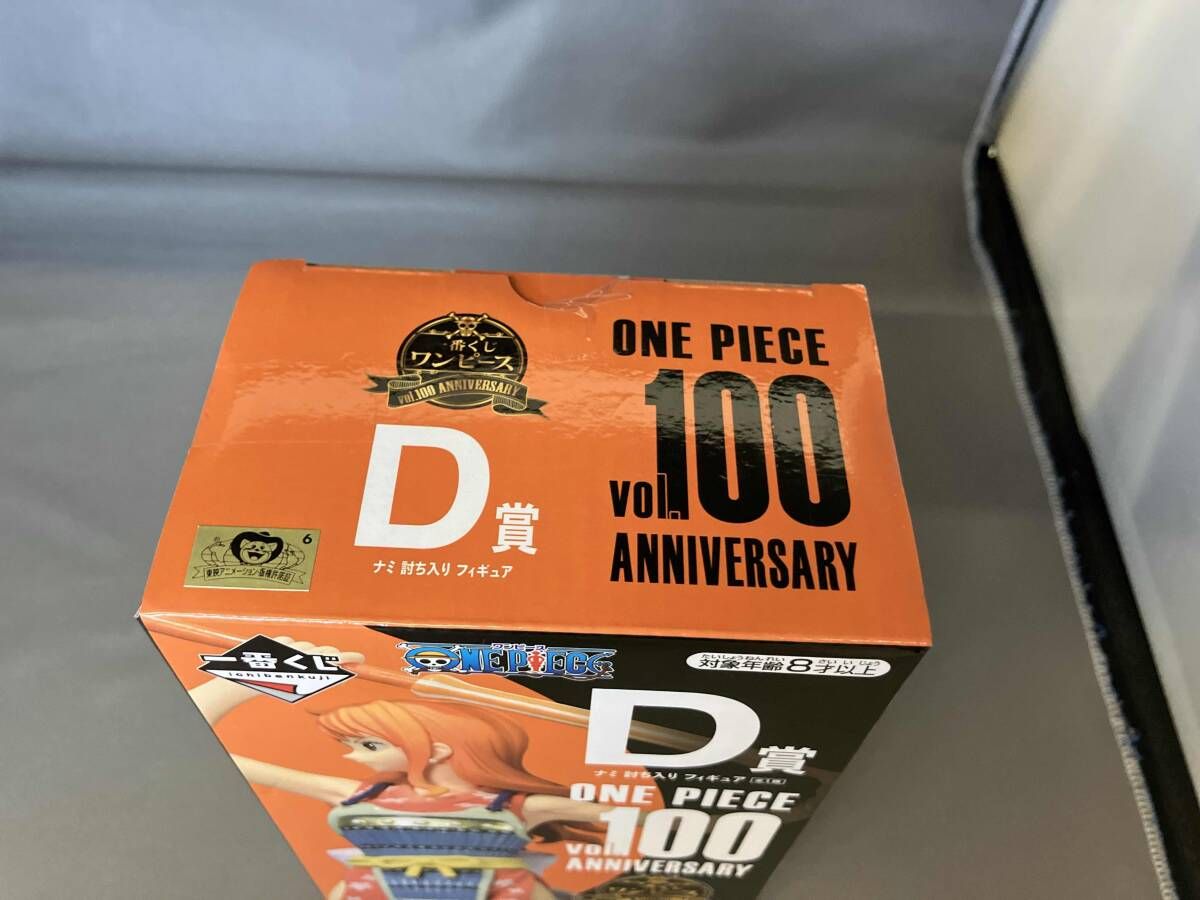 一番くじ
ワンピース
vol.100 ANNIVERSARY
D賞
ナミ 討ち入り フィギュア
ONE PIECE
vol.100
ANNIVERSARY
6
東映アニメーション・版権許諾証
一番くじ
ichibankuji
ワンピース
ONE PIECE
たいしょうねんれい さい い じょう
対象年齢8才以上
D賞
ナミ 討ち入り フィギュア
ONE PIECE
vol.100
ANNIVERSARY
ワンピース